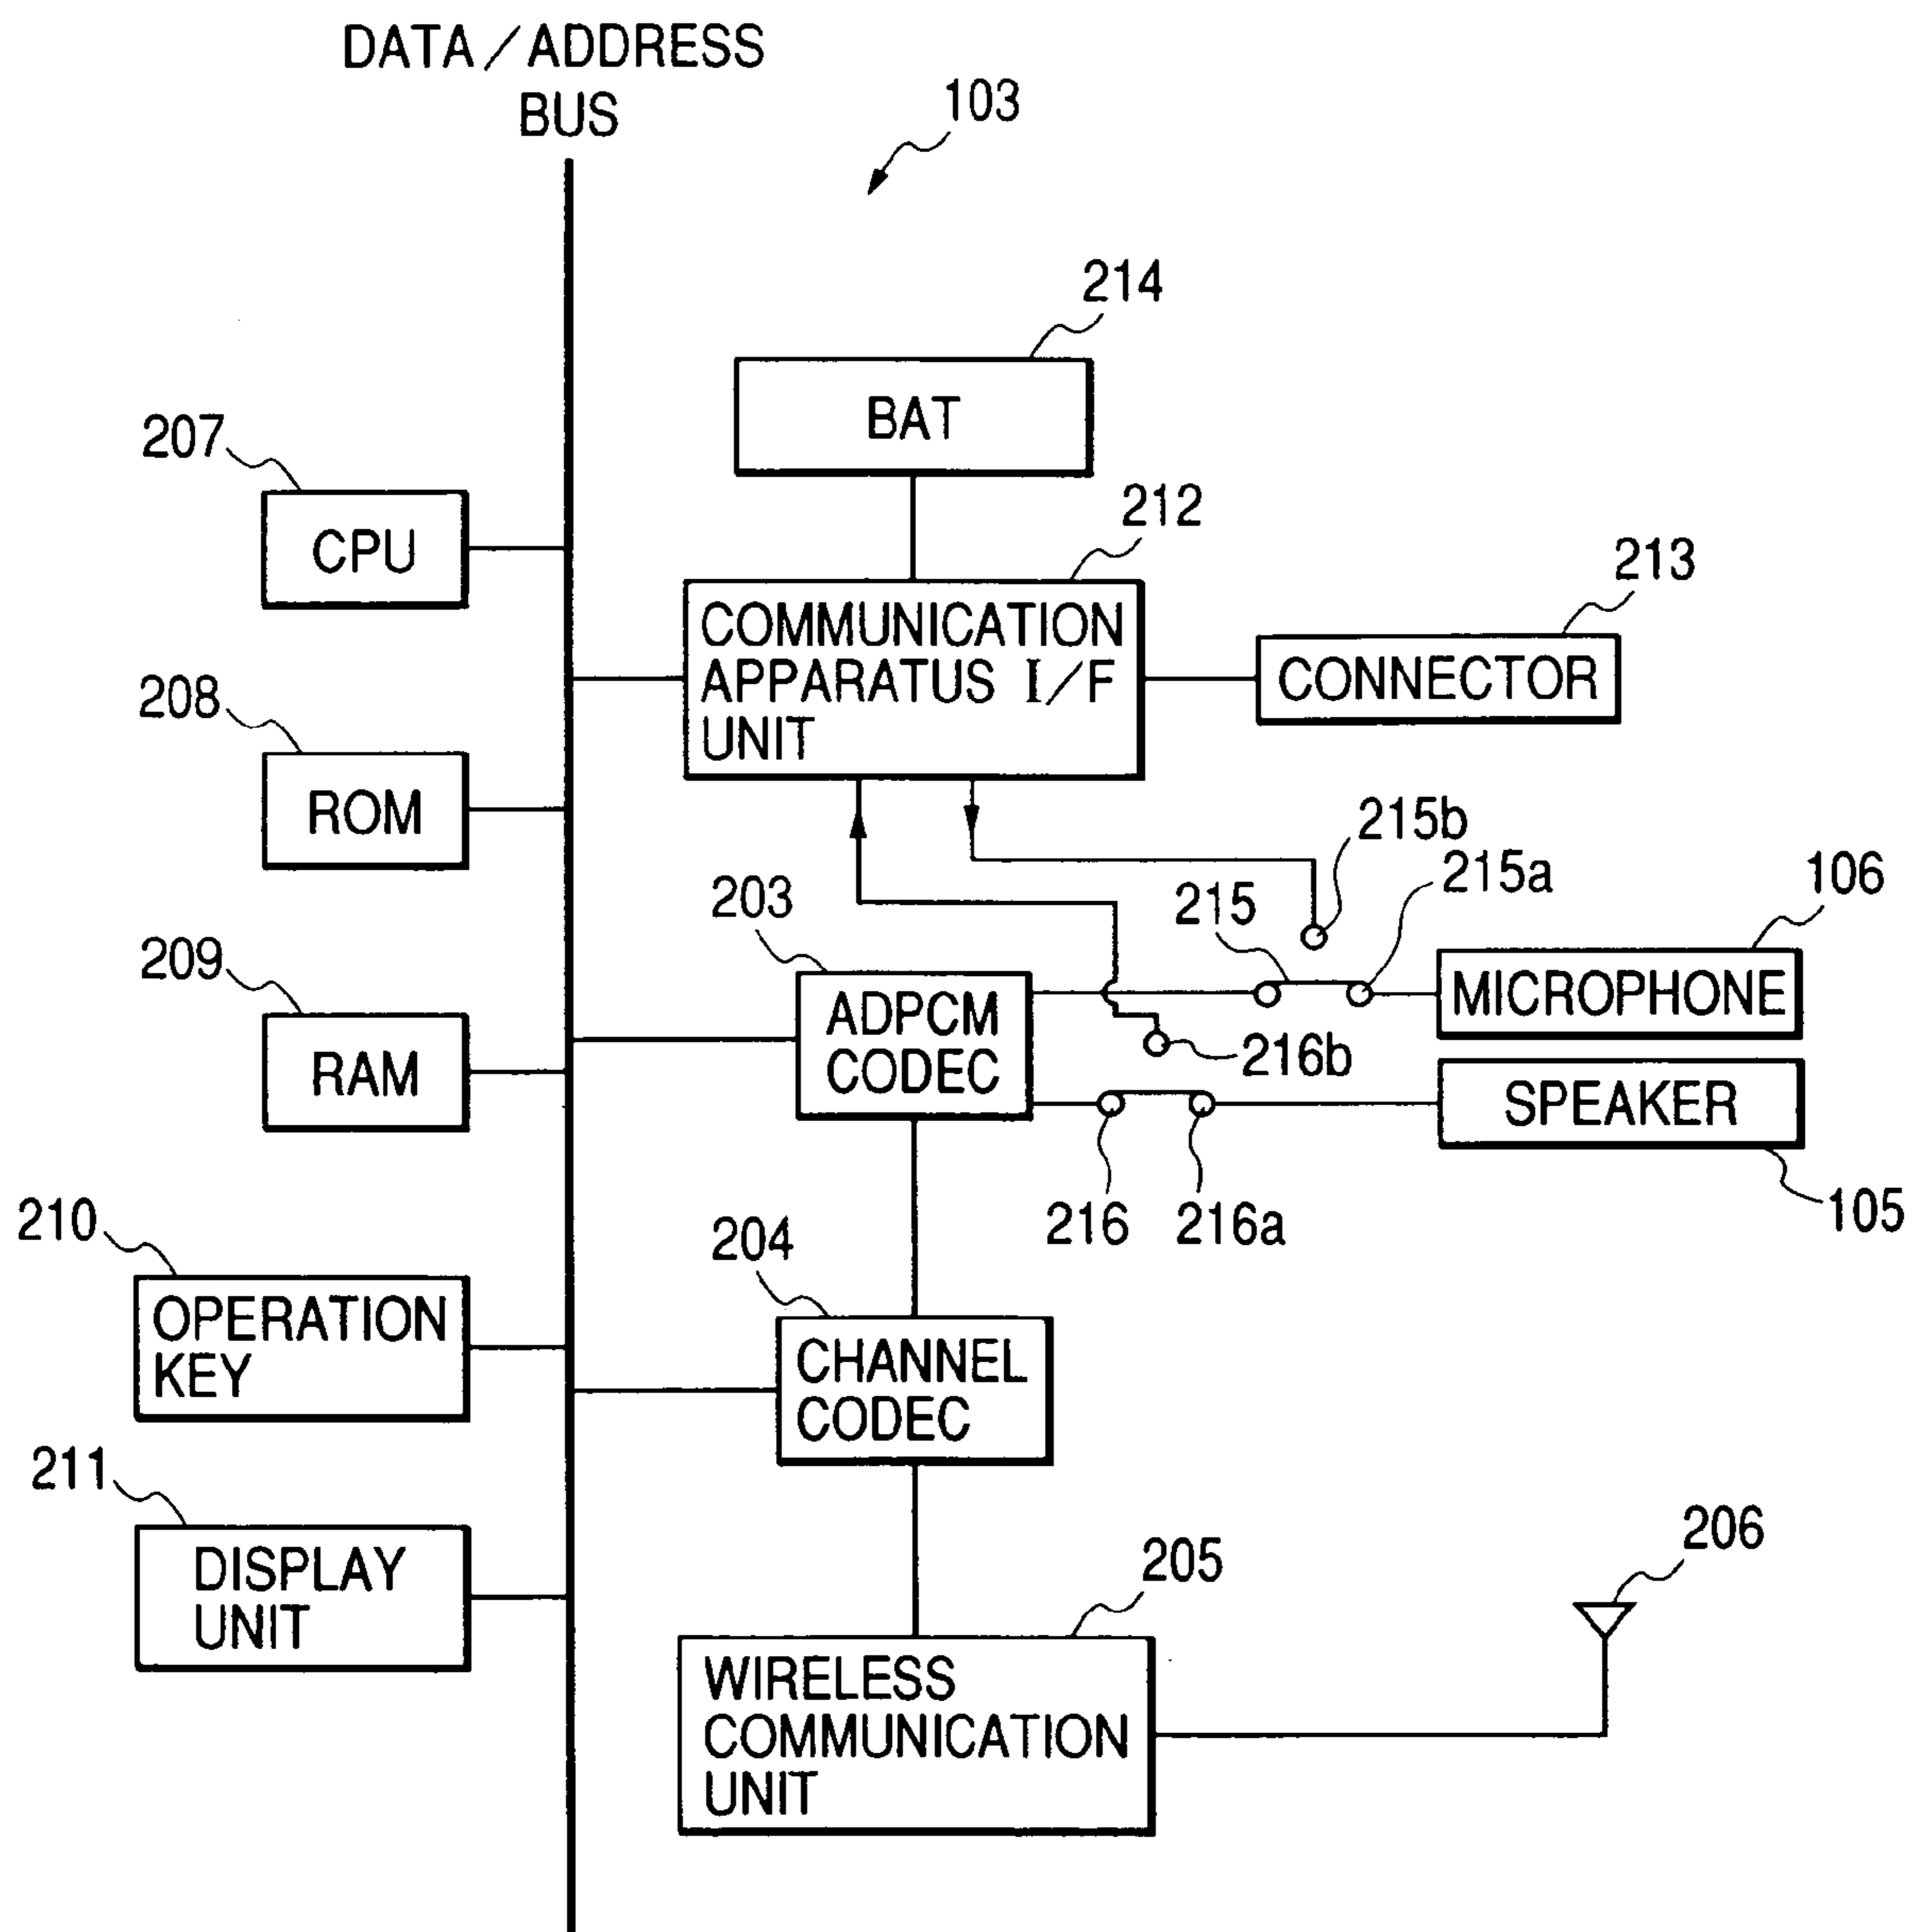 DATA/ADDRESS
BUS
103
214
BAT
207
CPU
212
COMMUNICATION
APPARATUS I/F
UNIT
213
CONNECTOR
208
ROM
215b
215a
215
106
MICROPHONE
203
ADPCM
CODEC
209
RAM
216b
SPEAKER
105
216
216a
210
OPERATION
KEY
204
CHANNEL
CODEC
211
DISPLAY
UNIT
205
WIRELESS
COMMUNICATION
UNIT
206